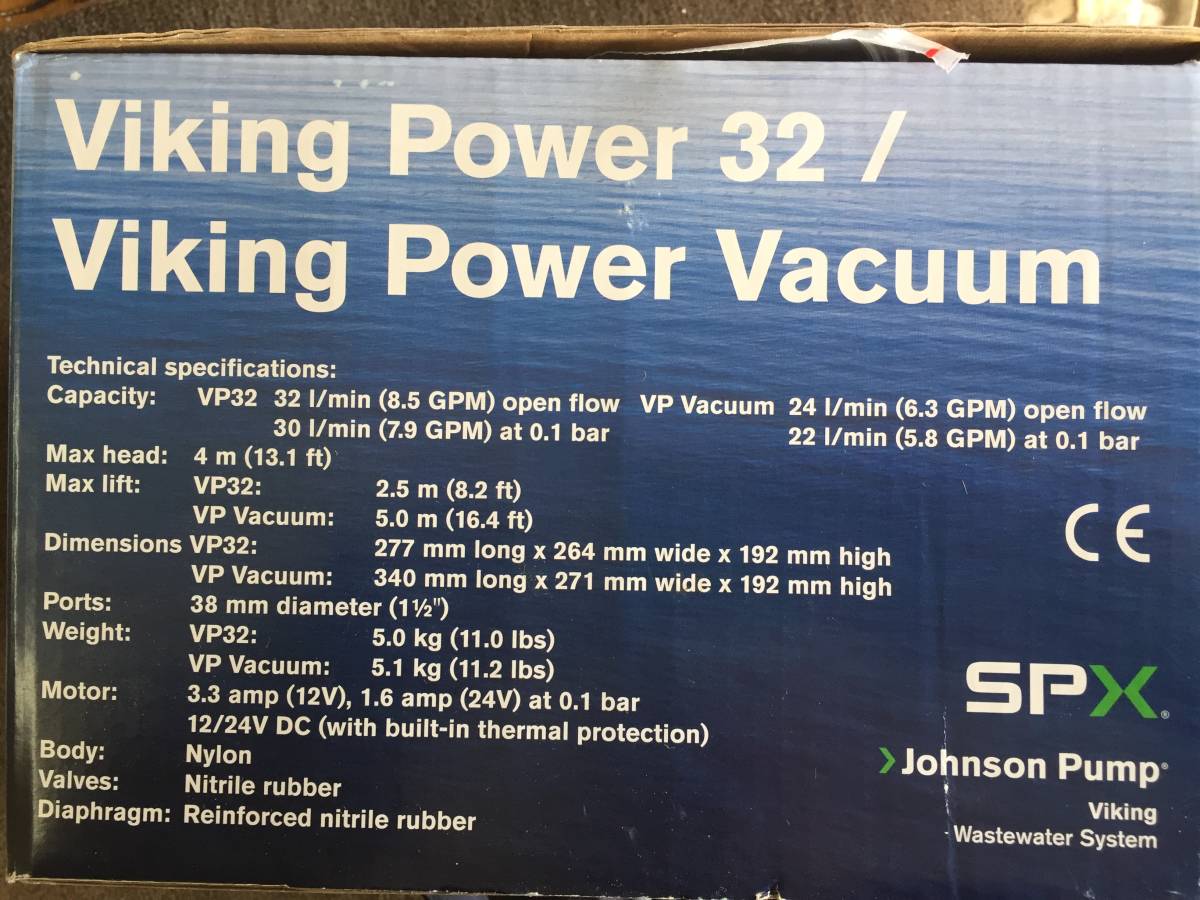 Viking Power 32 /
Viking Power Vacuum
Technical specifications:
Capacity: VP32 32 l/min (8.5 GPM) open flow VP Vacuum 24 l/min (6.3 GPM) open flow
30 l/min (7.9 GPM) at 0.1 bar 22 l/min (5.8 GPM) at 0.1 bar
Max head: 4 m (13.1 ft)
Max lift: VP32: 2.5 m (8.2 ft)
VP Vacuum: 5.0 m (16.4 ft)
Dimensions VP32: 277 mm long x 264 mm wide x 192 mm high
VP Vacuum: 340 mm long x 271 mm wide x 192 mm high
Ports: 38 mm diameter (1½")
Weight: VP32: 5.0 kg (11.0 lbs)
VP Vacuum: 5.1 kg (11.2 lbs)
Motor: 3.3 amp (12V), 1.6 amp (24V) at 0.1 bar
12/24V DC (with built-in thermal protection)
Body: Nylon
Valves: Nitrile rubber
Diaphragm: Reinforced nitrile rubber
CE
SPX®
Johnson Pump®
Viking
Wastewater System